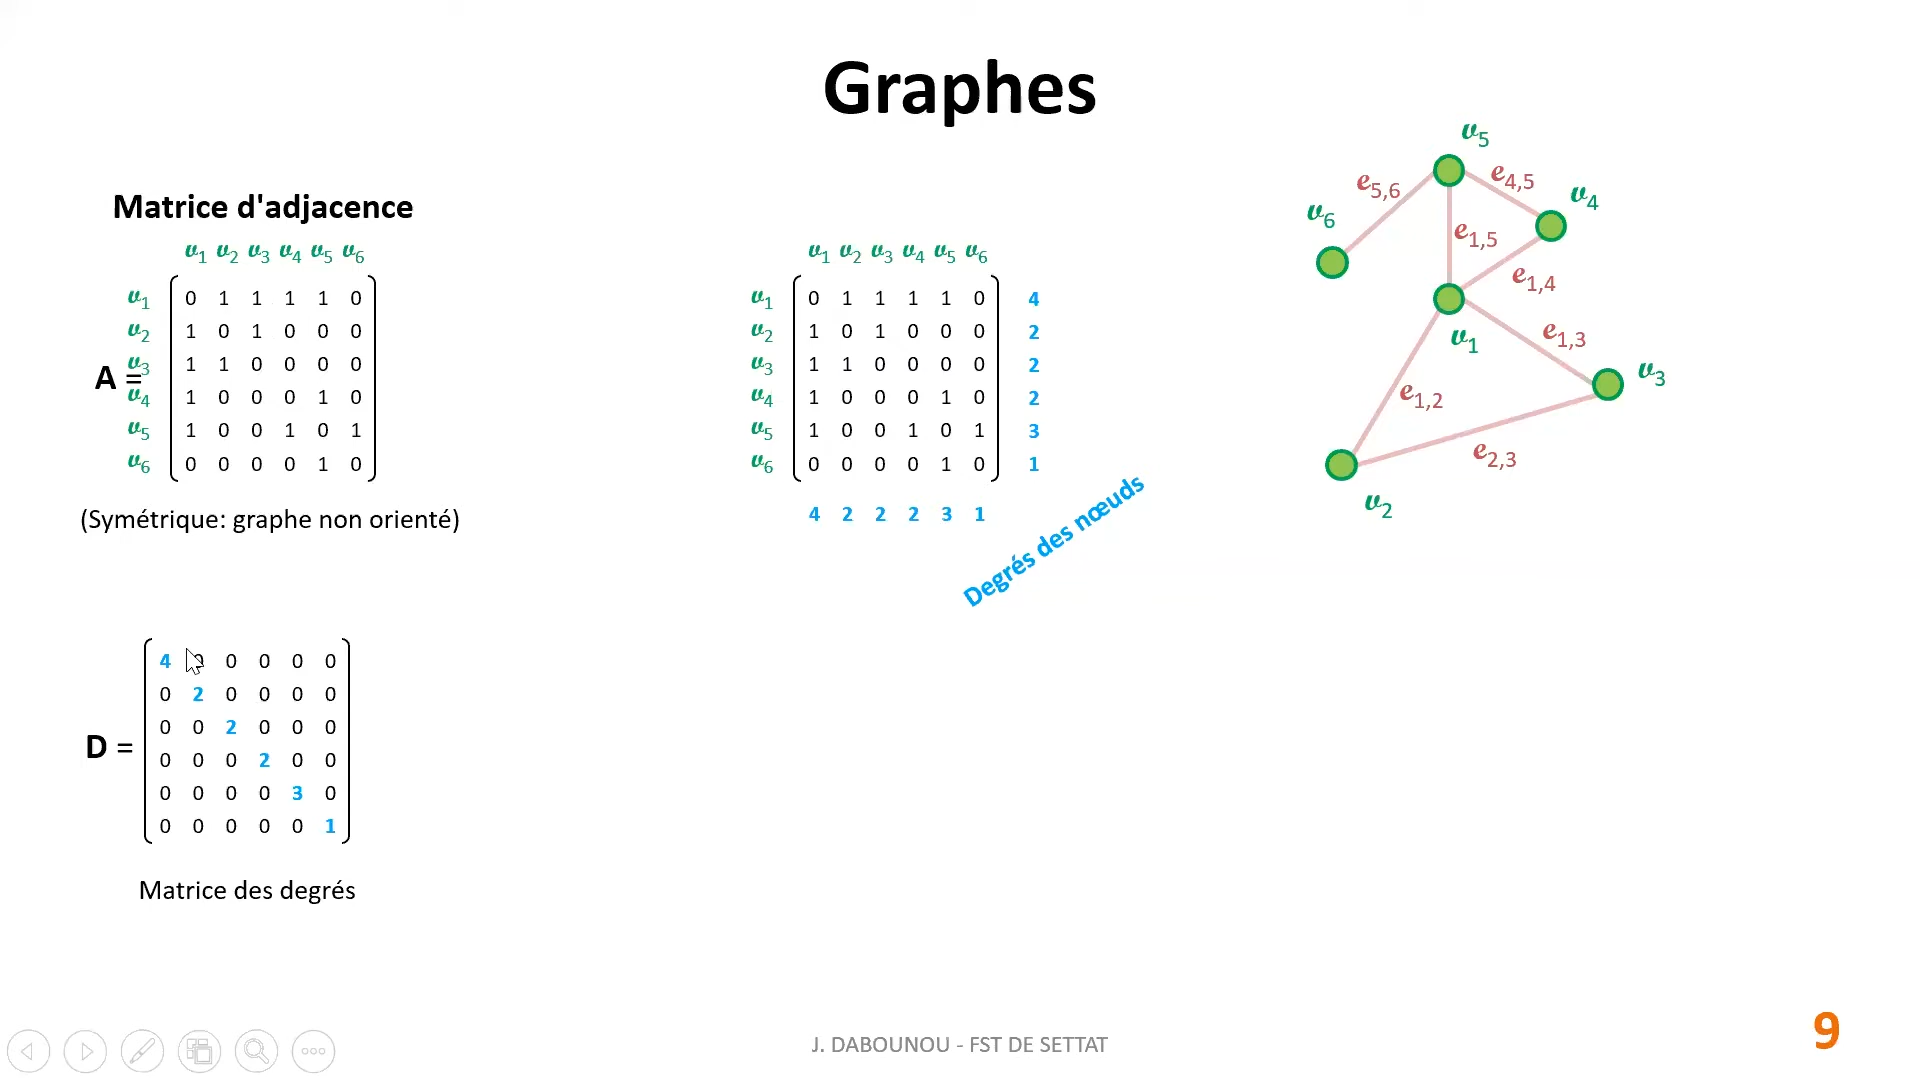 Graphes
Matrice d'adjacence
v1 v2 v3 v4 v5 v6
v1 0 1 1 1 1 0
v2 1 0 1 0 0 0
v3 1 1 0 0 0 0
A =
v4 1 0 0 0 1 0
v5 1 0 0 1 0 1
v6 0 0 0 0 1 0
(Symétrique: graphe non orienté)
v1 v2 v3 v4 v5 v6
v1 0 1 1 1 1 0 4
v2 1 0 1 0 0 0 2
v3 1 1 0 0 0 0 2
v4 1 0 0 0 1 0 2
v5 1 0 0 1 0 1 3
v6 0 0 0 0 1 0 1
4 2 2 2 3 1
Degrés des nœuds
v5
e5,6
e4,5
v4
v6
e1,5
e1,4
v1
e1,3
v3
e1,2
e2,3
v2
4 0 0 0 0 0
0 2 0 0 0 0
0 0 2 0 0 0
D =
0 0 0 2 0 0
0 0 0 0 3 0
0 0 0 0 0 1
Matrice des degrés
J. DABOUNOU - FST DE SETTAT
9